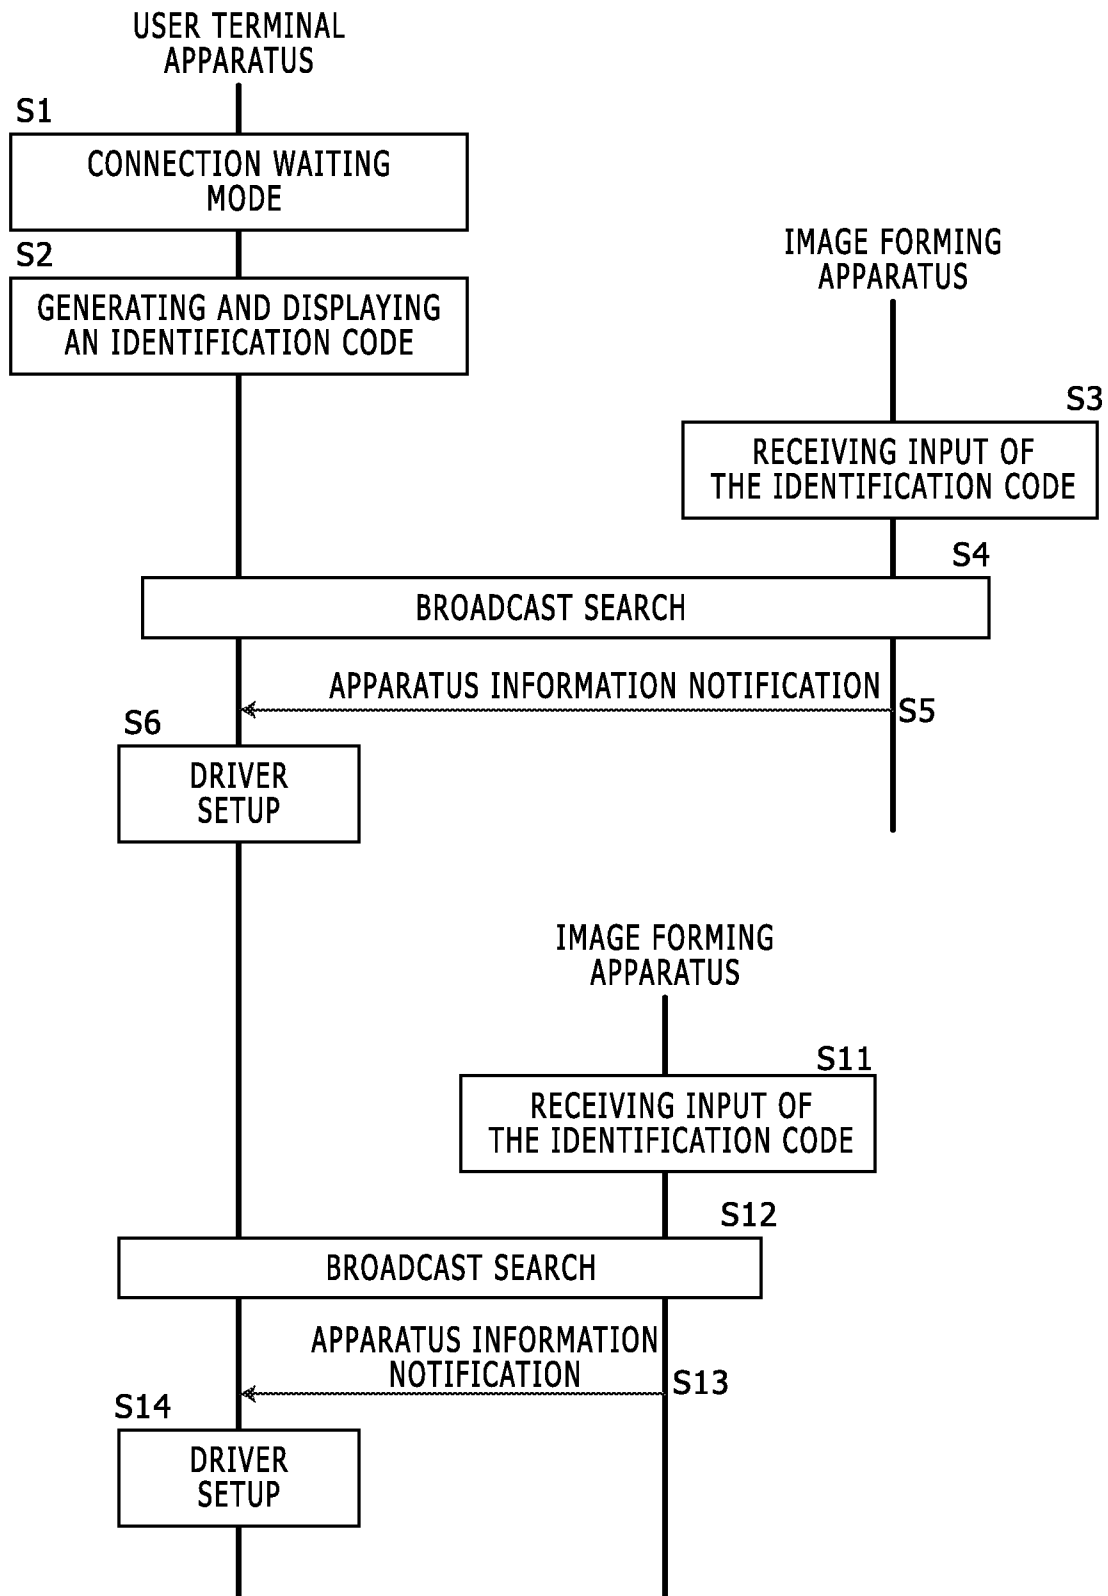 USER TERMINAL
APPARATUS
S1
CONNECTION WAITING
MODE
S2
GENERATING AND DISPLAYING
AN IDENTIFICATION CODE
IMAGE FORMING
APPARATUS
S3
RECEIVING INPUT OF
THE IDENTIFICATION CODE
S4
BROADCAST SEARCH
APPARATUS INFORMATION NOTIFICATION
S5
S6
DRIVER
SETUP
IMAGE FORMING
APPARATUS
S11
RECEIVING INPUT OF
THE IDENTIFICATION CODE
S12
BROADCAST SEARCH
APPARATUS INFORMATION
NOTIFICATION
S13
S14
DRIVER
SETUP